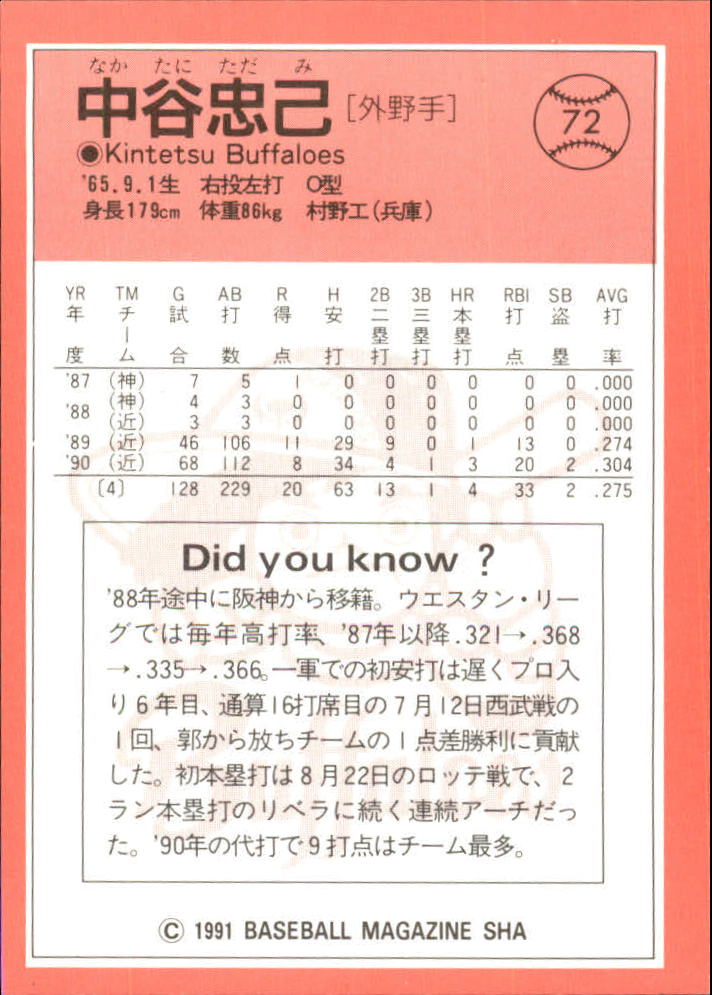 なか たに ただ み
中谷忠己［外野手］
72
●Kintetsu Buffaloes
'65.9.1生 右投左打 O型
身長179cm 体重86kg 村野工(兵庫)
YR TM G AB R H 2B 3B HR RBI SB AVG
年度 チーム 試合 打数 得点 安打 二塁打 三塁打 本塁打 打点 盗塁 打率
'87 (神) 7 5 1 0 0 0 0 0 0 .000
'88 (神) 4 3 0 0 0 0 0 0 0 .000
(近) 3 3 0 0 0 0 0 0 0 .000
'89 (近) 46 106 11 29 9 0 1 13 0 .274
'90 (近) 68 112 8 34 4 1 3 20 2 .304
〔4〕 128 229 20 63 13 1 4 33 2 .275
Did you know ?
'88年途中に阪神から移籍。ウエスタン・リー
グでは毎年高打率、'87年以降.321→.368
→.335→.366。一軍での初安打は遅くプロ入
り6年目、通算16打席目の7月12日西武戦の
1回、郭から放ちチームの1点差勝利に貢献
した。初本塁打は8月22日のロッテ戦で、2
ラン本塁打のリベラに続く連続アーチだっ
た。'90年の代打で9打点はチーム最多。
© 1991 BASEBALL MAGAZINE SHA